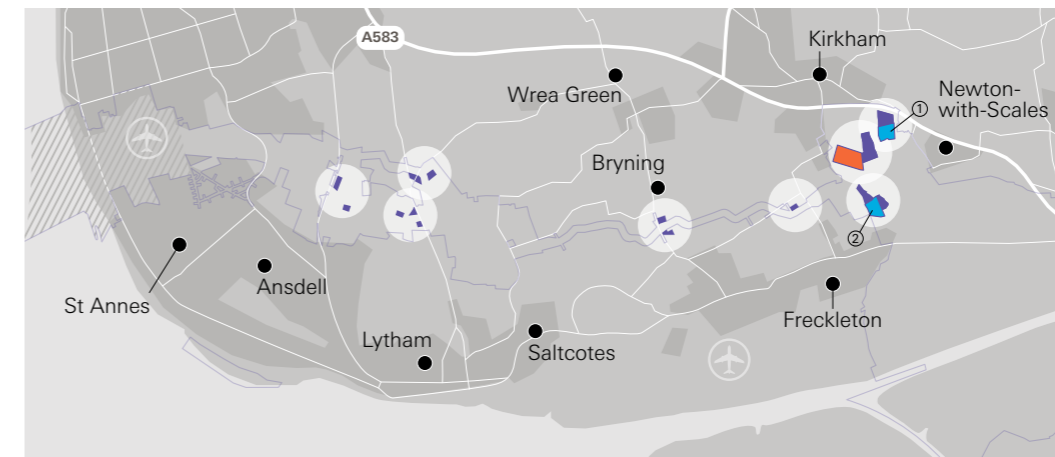 A583
Kirkham
Wrea Green
①
Newton-
with-Scales
Bryning
②
St Annes
Ansdell
Freckleton
Lytham
Saltcotes